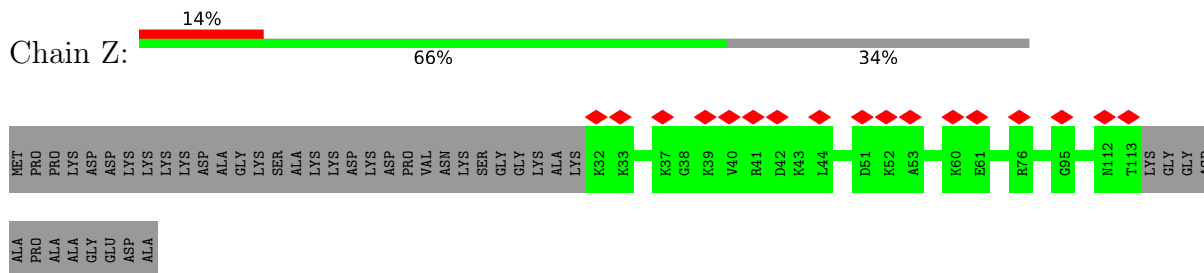 14%
Chain Z:
66% 34%
MET PRO PRO LYS ASP ASP LYS LYS LYS LYS ASP ALA GLY LYS SER ALA LYS LYS ASP LYS ASP PRO VAL ASN LYS SER GLY GLY LYS ALA LYS K32 K33 K37 G38 K39 V40 R41 D42 K43 L44 D51 K52 A53 K60 E61 R76 G95 N112 T113 LYS GLY GLY
ALA PRO ALA ALA GLY GLU ASP ALA